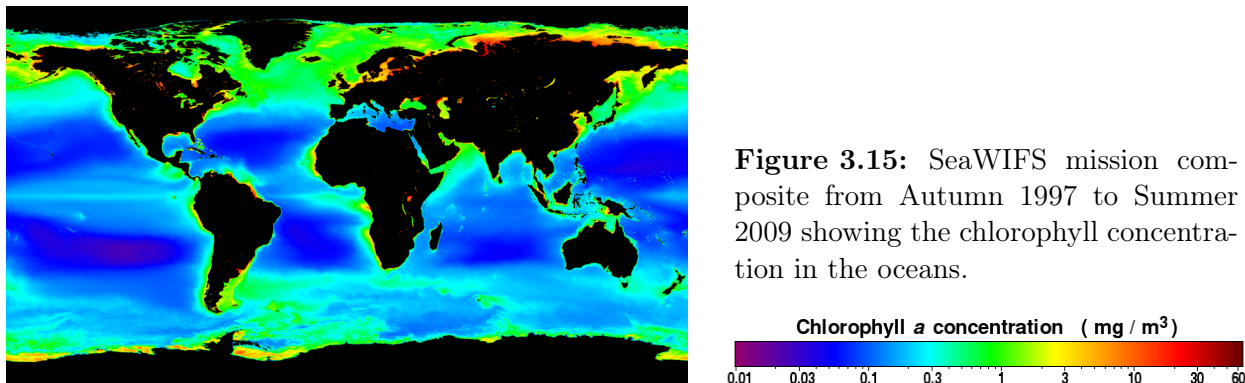 Figure 3.15: SeaWIFS mission com-
posite from Autumn 1997 to Summer
2009 showing the chlorophyll concentra-
tion in the oceans.
Chlorophyll a concentration ( mg / m³ )
0.01 0.03 0.1 0.3 1 3 10 30 60